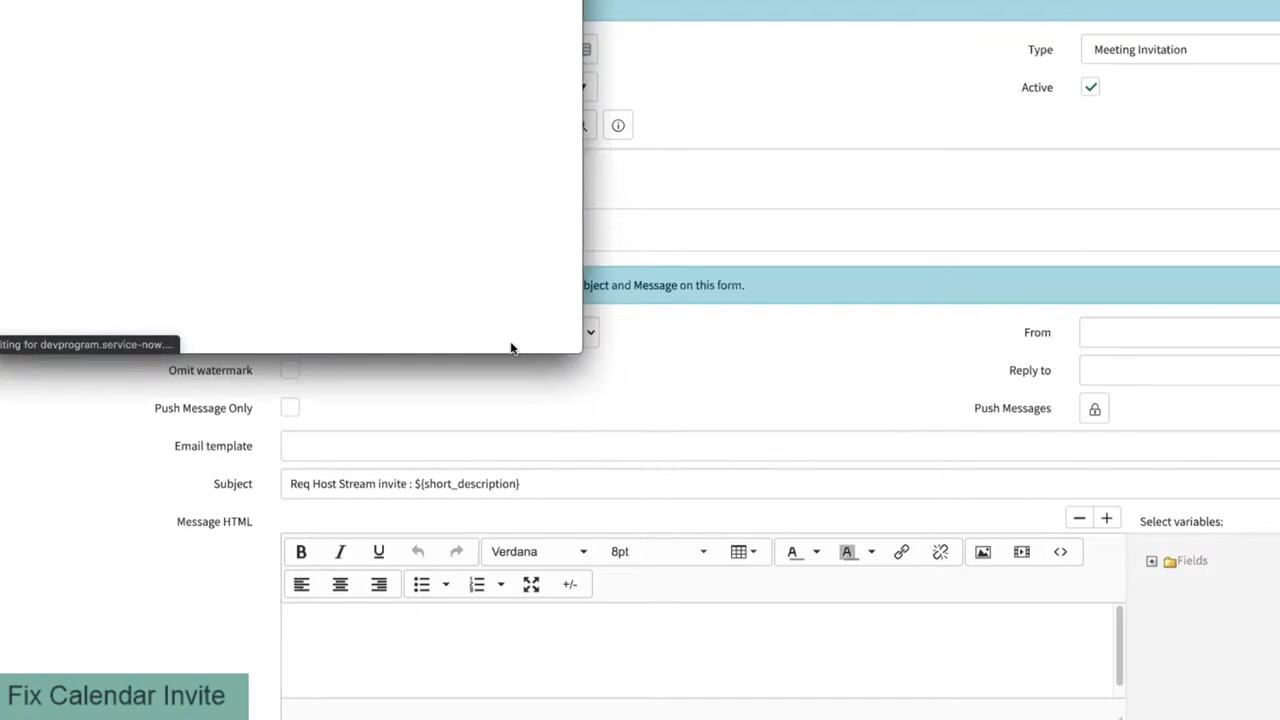 Type
Meeting Invitation
Active
bject and Message on this form.
From
iting for devprogram.service-now....
Omit watermark
Reply to
Push Message Only
Push Messages
Email template
Subject
Req Host Stream invite : ${short_description}
Message HTML
Select variables:
B I U
Verdana
8pt
A
A
<>
Fields
+/-
Fix Calendar Invite